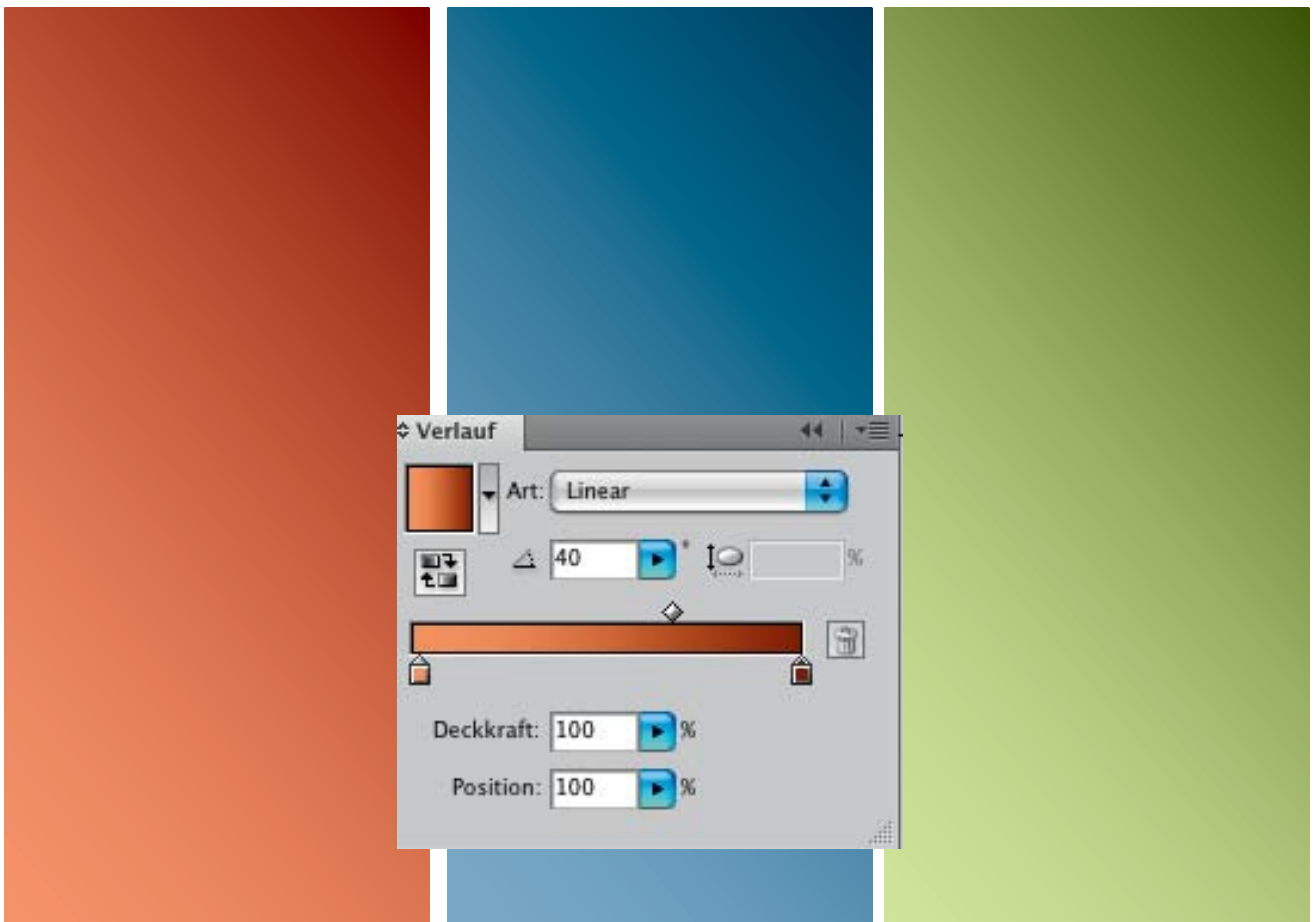 Verlauf
Art: Linear
40 ° %
Deckkraft: 100 %
Position: 100 %